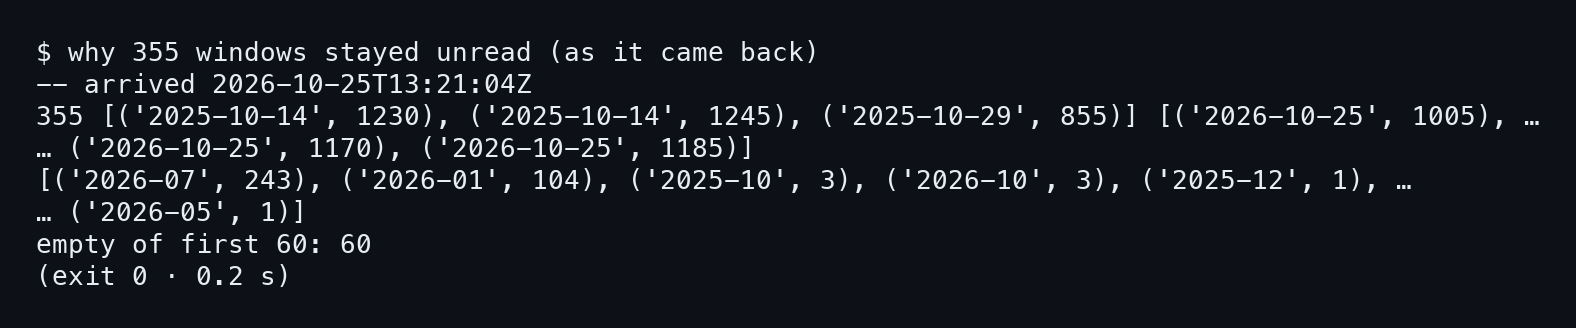 $ why 355 windows stayed unread (as it came back)
−− arrived 2026−10−25T13:21:04Z
355 [('2025−10−14', 1230), ('2025−10−14', 1245), ('2025−10−29', 855)] [('2026−10−25', 1005), …
… ('2026−10−25', 1170), ('2026−10−25', 1185)]
[('2026−07', 243), ('2026−01', 104), ('2025−10', 3), ('2026−10', 3), ('2025−12', 1), …
… ('2026−05', 1)]
empty of first 60: 60
(exit 0 · 0.2 s)